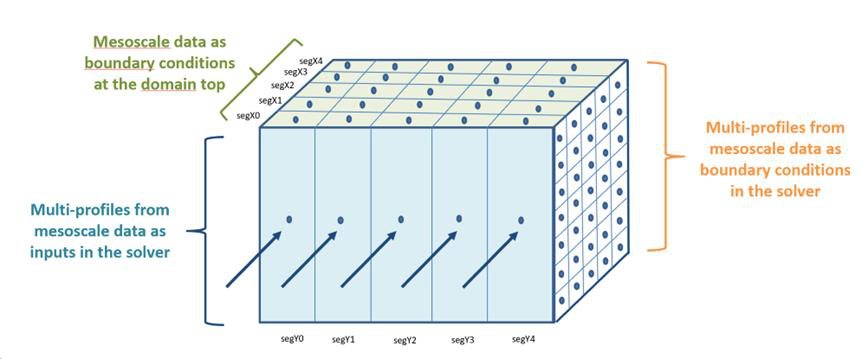 Mesoscale data as
boundary conditions
at the domain top
segX4
segX3
segX2
segX1
segX0
Multi-profiles from
mesoscale data as
inputs in the solver
Multi-profiles from
mesoscale data as
boundary conditions
in the solver
segY0 segY1 segY2 segY3 segY4